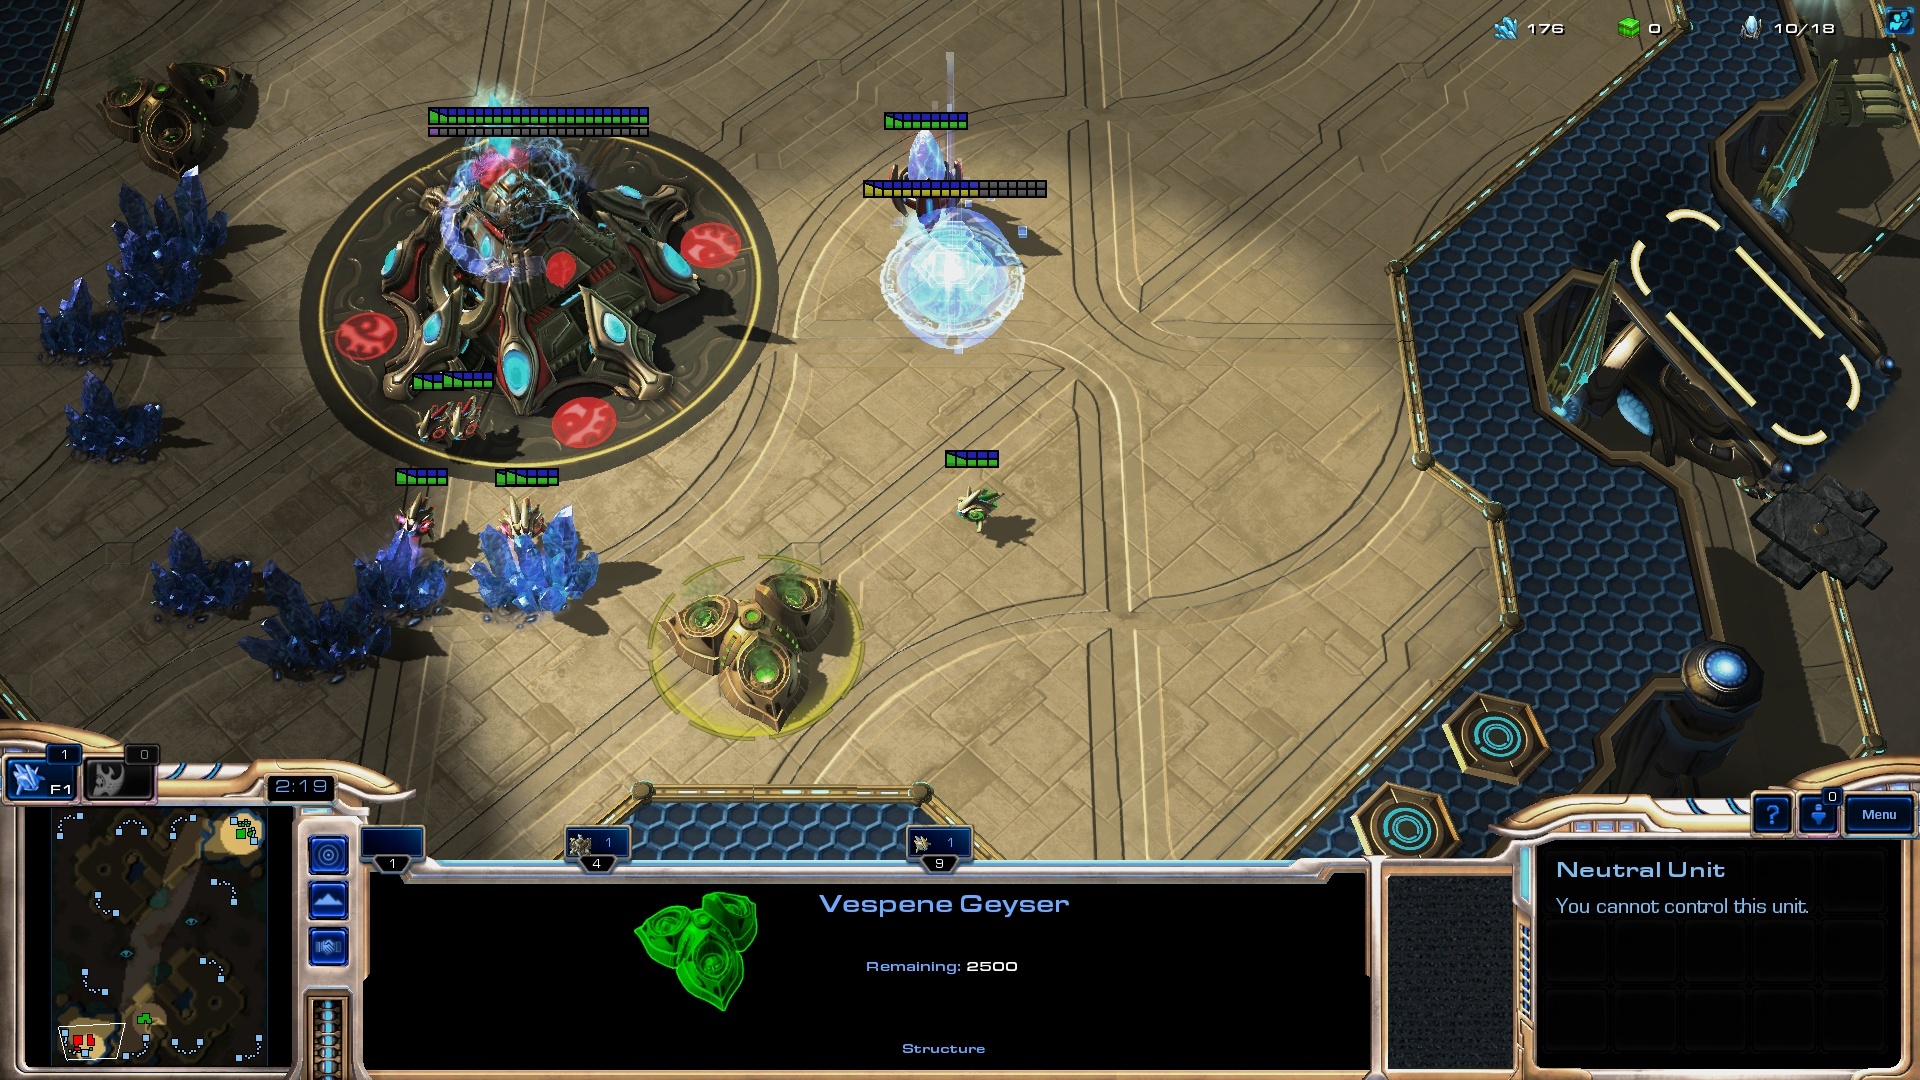 176
0
10/18
1
0
F1
2:19
1
1
1
4
9
0
?
Menu
Vespene Geyser
Remaining: 2500
Structure
Neutral Unit
You cannot control this unit.